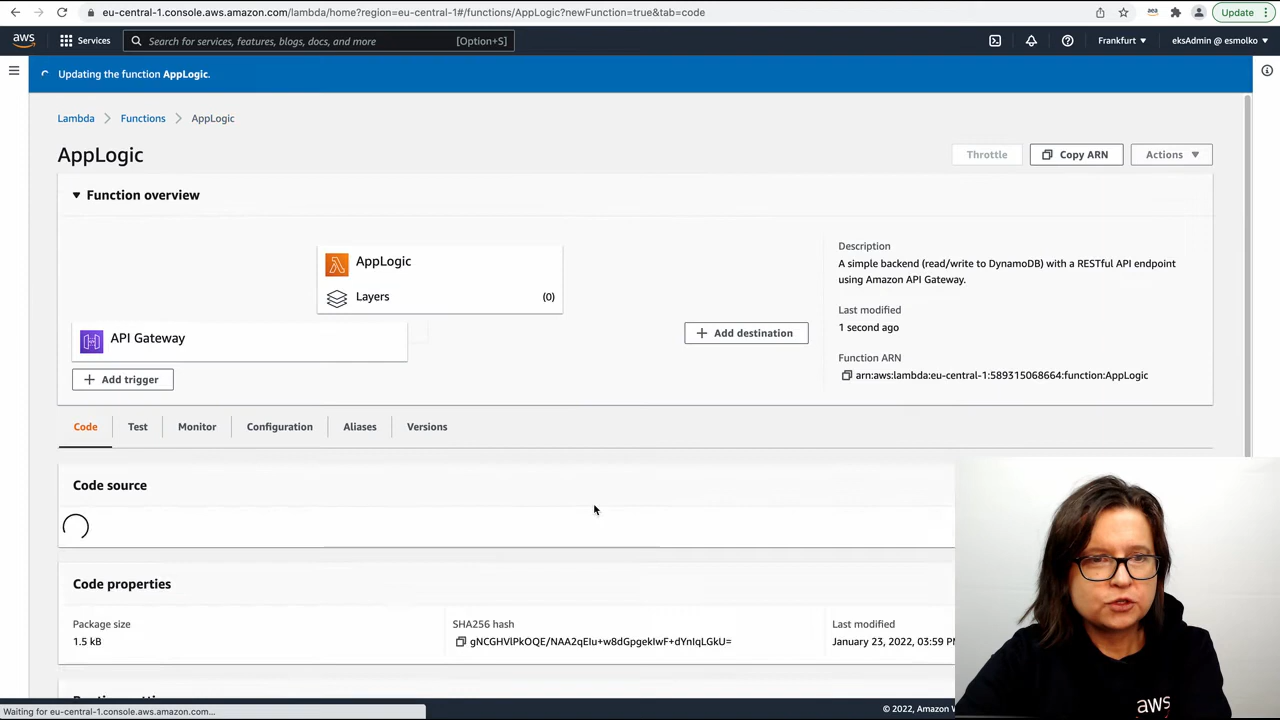 eu-central-1.console.aws.amazon.com/lambda/home?region=eu-central-1#/functions/AppLogic?newFunction=true&tab=code
Update
aws
Services
Search for services, features, blogs, docs, and more
[Option+S]
Frankfurt ▼
eksAdmin @ esmolko ▼
Updating the function AppLogic.
Lambda > Functions > AppLogic
AppLogic
Throttle
Copy ARN
Actions ▼
▼ Function overview
AppLogic
Layers
(0)
API Gateway
+ Add trigger
+ Add destination
Description
A simple backend (read/write to DynamoDB) with a RESTful API endpoint
using Amazon API Gateway.
Last modified
1 second ago
Function ARN
arn:aws:lambda:eu-central-1:589315068664:function:AppLogic
Code
Test
Monitor
Configuration
Aliases
Versions
Code source
Code properties
Package size
1.5 kB
SHA256 hash
Last modified
January 23, 2022, 03:59
Waiting for eu-central-1.console.aws.amazon.com...
© 2022, Amazon
aws